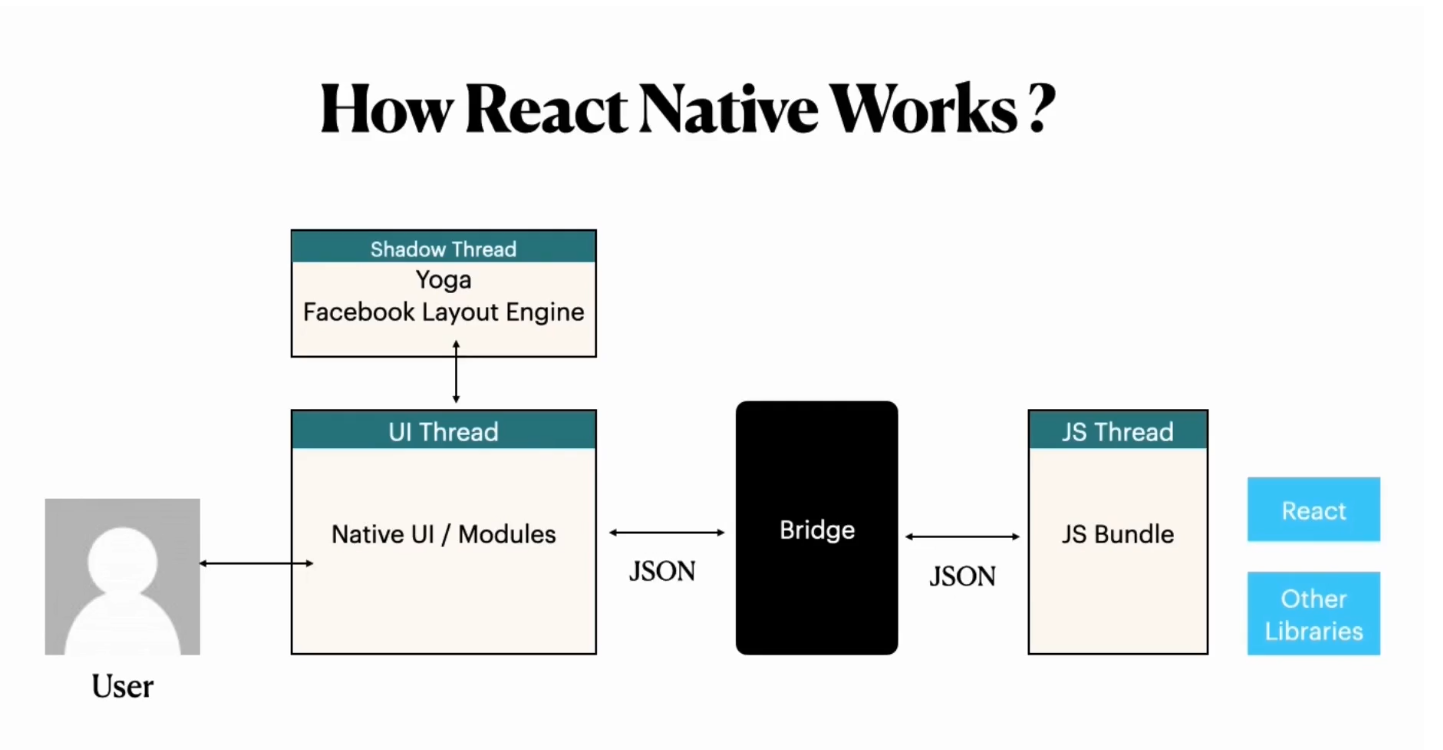 How React Native Works ?
Shadow Thread
Yoga
Facebook Layout Engine
UI Thread
Native UI / Modules
User
JSON
Bridge
JSON
JS Thread
JS Bundle
React
Other
Libraries